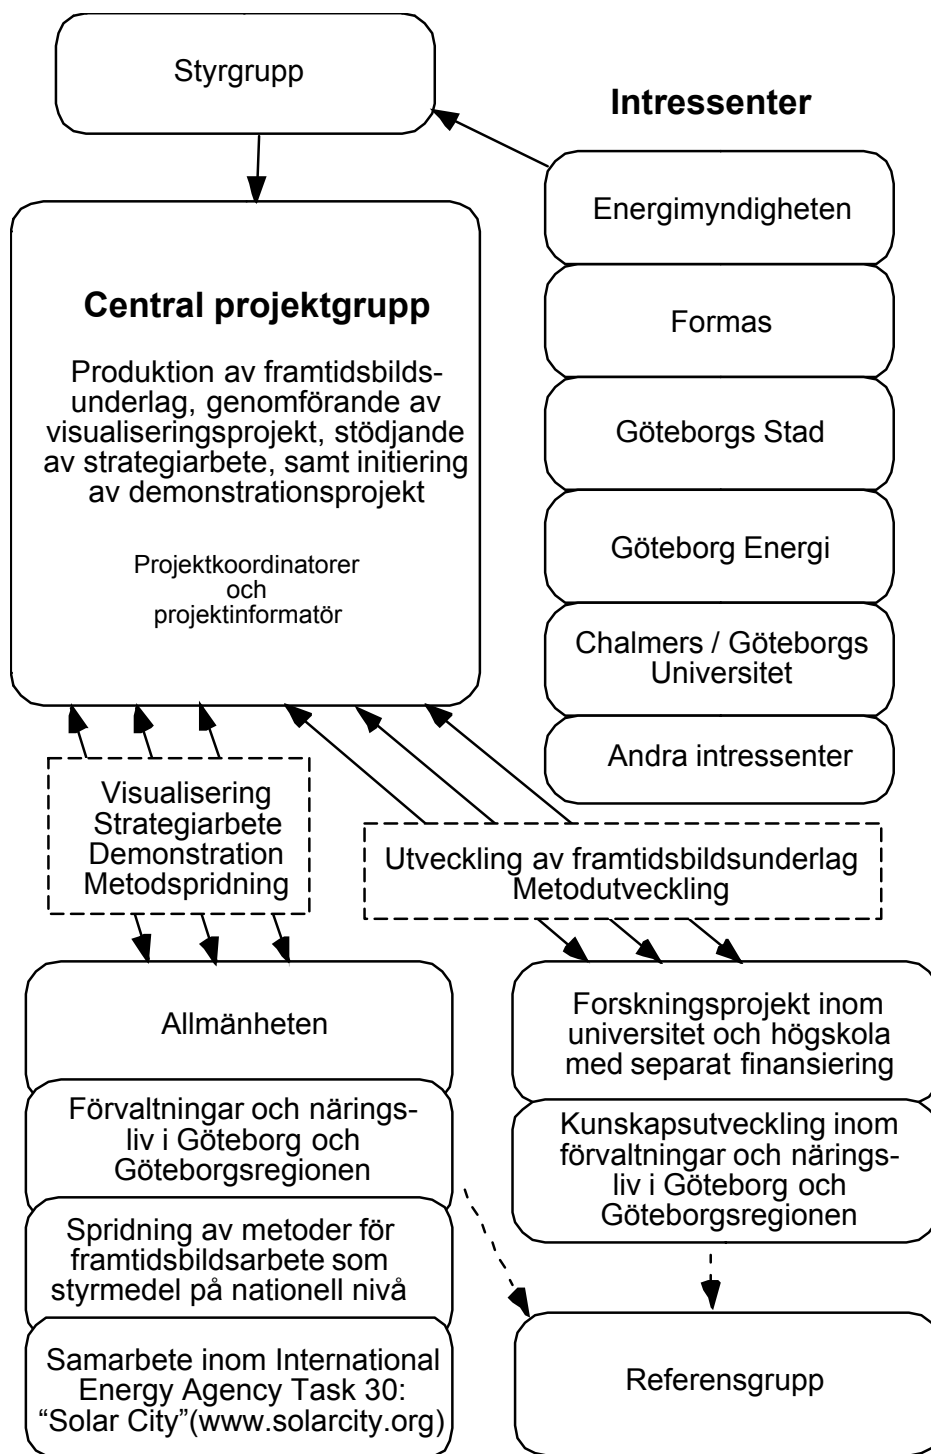 Styrgrupp
Intressenter
Energimyndigheten
Formas
Göteborgs Stad
Göteborg Energi
Chalmers / Göteborgs
Universitet
Andra intressenter
Central projektgrupp
Produktion av framtidsbilds-
underlag, genomförande av
visualiseringsprojekt, stödjande
av strategiarbete, samt initiering
av demonstrationsprojekt
Projektkoordinatorer
och
projektinformatör
Visualisering
Strategiarbete
Demonstration
Metodspridning
Utveckling av framtidsbildsunderlag
Metodutveckling
Allmänheten
Förvaltningar och närings-
liv i Göteborg och
Göteborgsregionen
Spridning av metoder för
framtidsbildsarbete som
styrmedel på nationell nivå
Samarbete inom International
Energy Agency Task 30:
“Solar City”(www.solarcity.org)
Forskningsprojekt inom
universitet och högskola
med separat finansiering
Kunskapsutveckling inom
förvaltningar och närings-
liv i Göteborg och
Göteborgsregionen
Referensgrupp